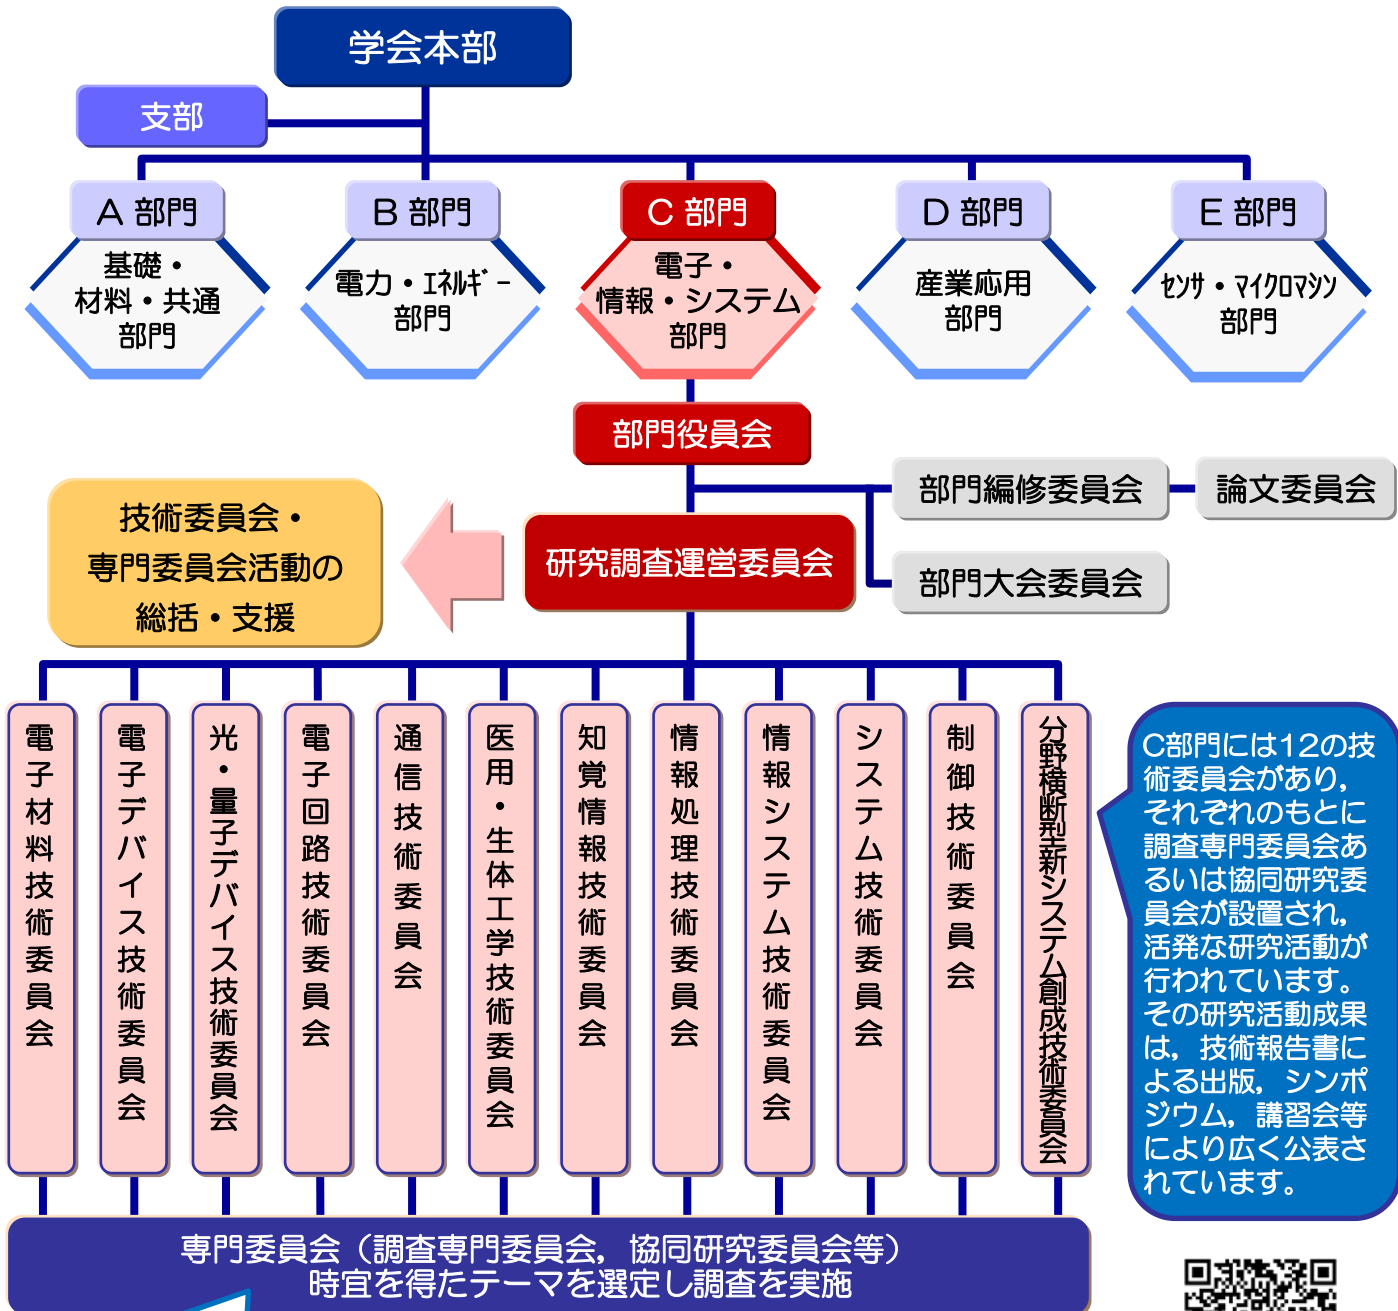 学会本部
支部
A 部門
B 部門
C 部門
D 部門
E 部門
基礎・
材料・共通
部門
電力・ｴﾈﾙｷﾞｰ
部門
電子・
情報・システム
部門
産業応用
部門
ｾﾝｻ・ﾏｲｸﾛﾏｼﾝ
部門
部門役員会
部門編修委員会
論文委員会
技術委員会・
専門委員会活動の
総括・支援
研究調査運営委員会
部門大会委員会
電子材料技術委員会
電子デバイス技術委員会
光・量子デバイス技術委員会
電子回路技術委員会
通信技術委員会
医用・生体工学技術委員会
知覚情報技術委員会
情報処理技術委員会
情報システム技術委員会
システム技術委員会
制御技術委員会
分野横断型新システム創成技術委員会
C部門には12の技
術委員会があり，
それぞれのもとに
調査専門委員会あ
るいは協同研究委
員会が設置され，
活発な研究活動が
行われています。
その研究活動成果
は，技術報告書に
よる出版，シンポ
ジウム，講習会等
により広く公表さ
れています。
専門委員会（調査専門委員会，協同研究委員会等）
時宜を得たテーマを選定し調査を実施